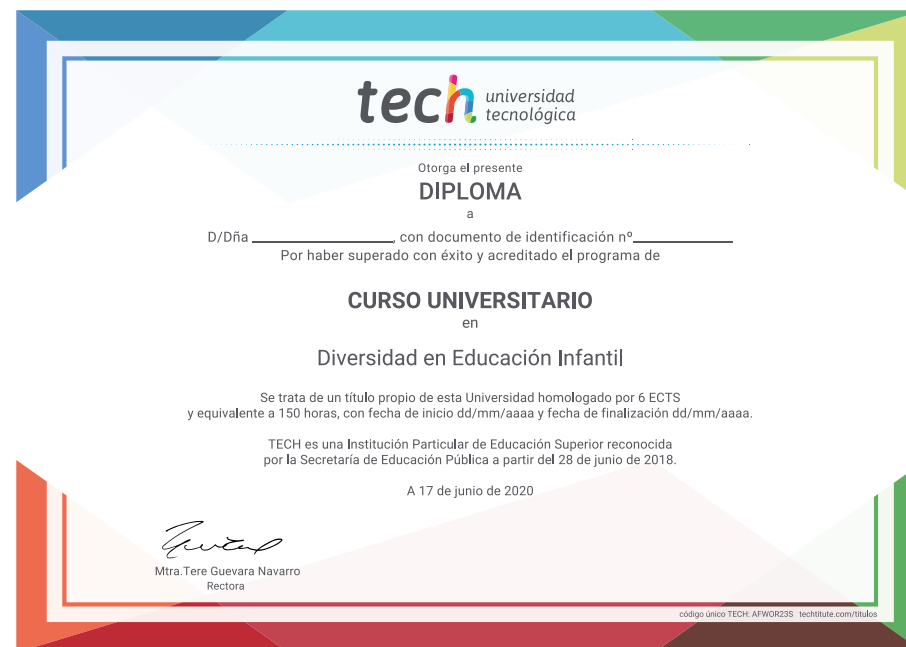 tech universidad
tecnológica
Otorga el presente
DIPLOMA
a
D/Dña ____________________, con documento de identificación nº______________
Por haber superado con éxito y acreditado el programa de
CURSO UNIVERSITARIO
en
Diversidad en Educación Infantil
Se trata de un título propio de esta Universidad homologado por 6 ECTS
y equivalente a 150 horas, con fecha de inicio dd/mm/aaaa y fecha de finalización dd/mm/aaaa.
TECH es una Institución Particular de Educación Superior reconocida
por la Secretaría de Educación Pública a partir del 28 de junio de 2018.
A 17 de junio de 2020
Mtra.Tere Guevara Navarro
Rectora
código único TECH: AFWOR23S techtitute.com/titulos